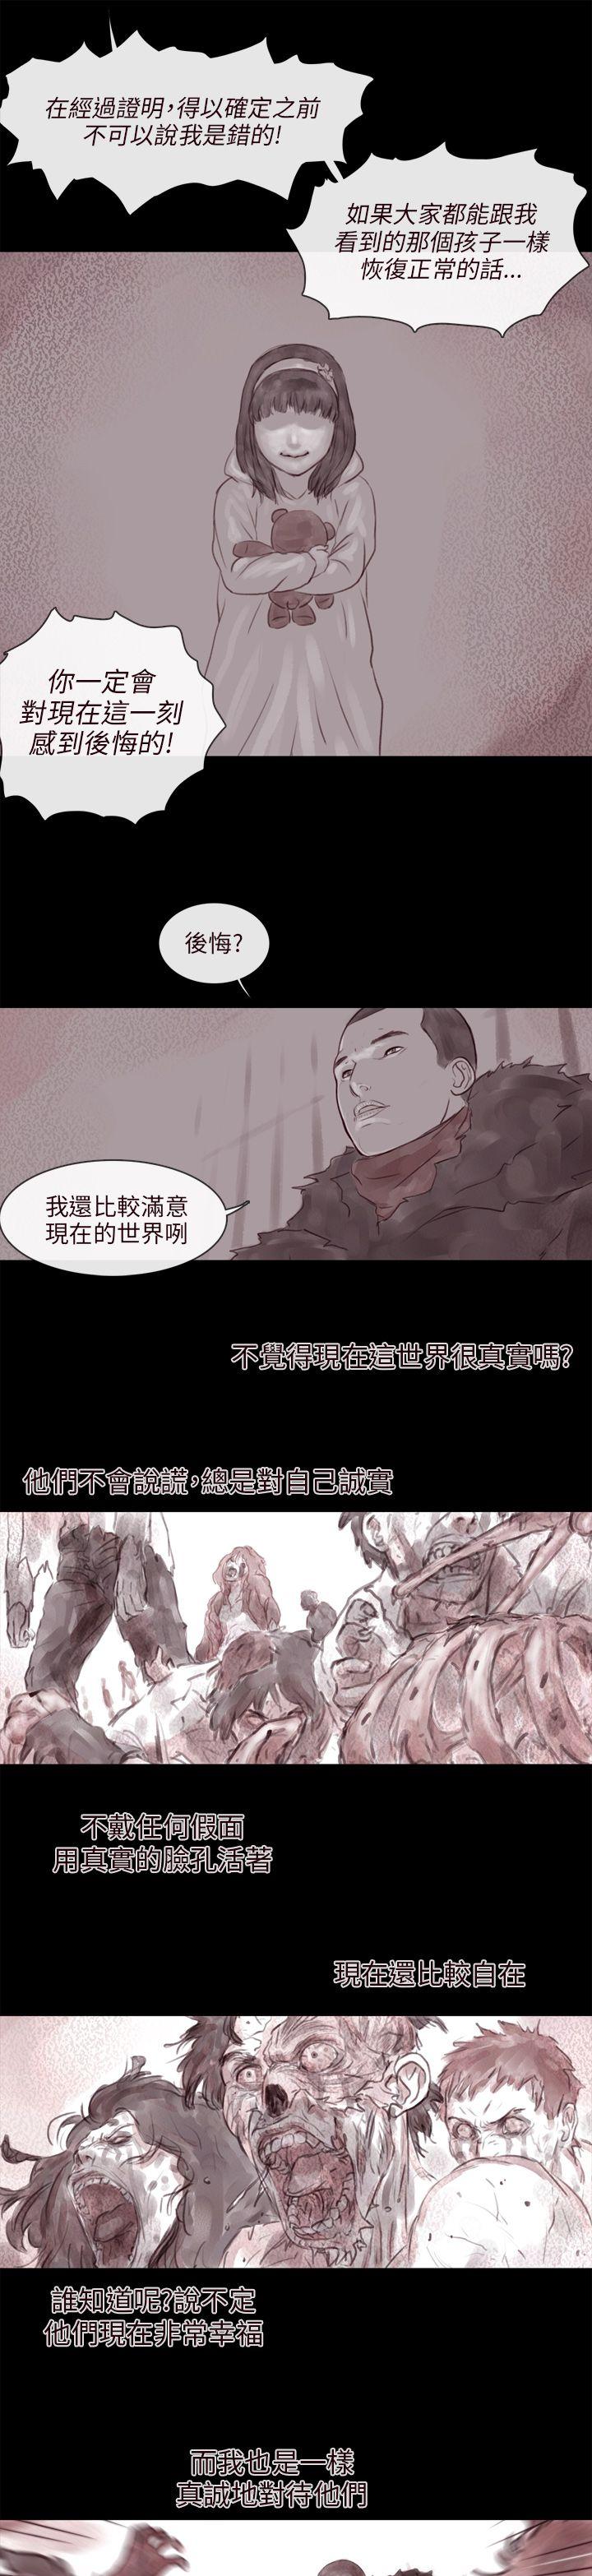 在經過證明，得以確定之前
不可以說我是錯的!
如果大家都能跟我
看到的那個孩子一樣
恢復正常的話...
你一定會
對現在這一刻
感到後悔的!
後悔?
我還比較滿意
現在的世界咧
不覺得現在這世界很真實嗎?
他們不會說謊，總是對自己誠實
不戴任何假面
用真實的臉孔活著
現在還比較自在
誰知道呢?說不定
他們現在非常幸福
而我也是一樣
真誠地對待他們